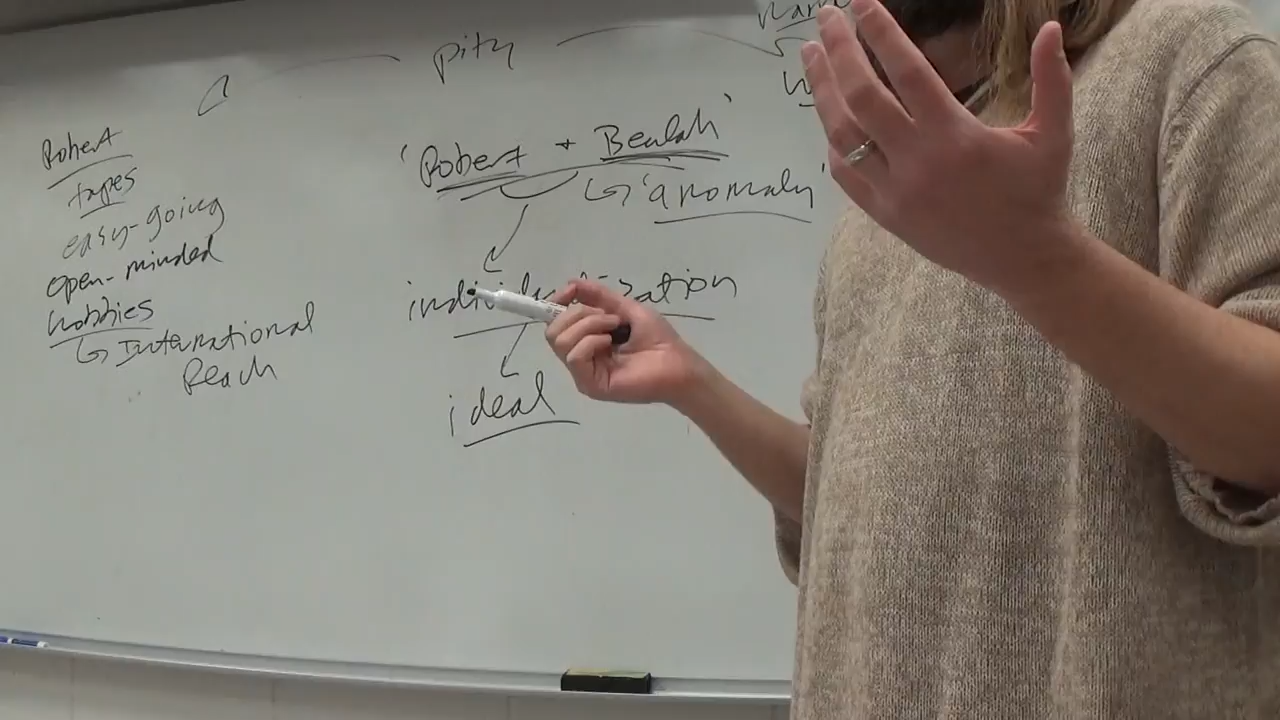 pity
Robert
tapes
easy-going
open-minded
hobbies
↳ International
Reach
'Robert + Beulah'
↳ 'anomaly'
ideal